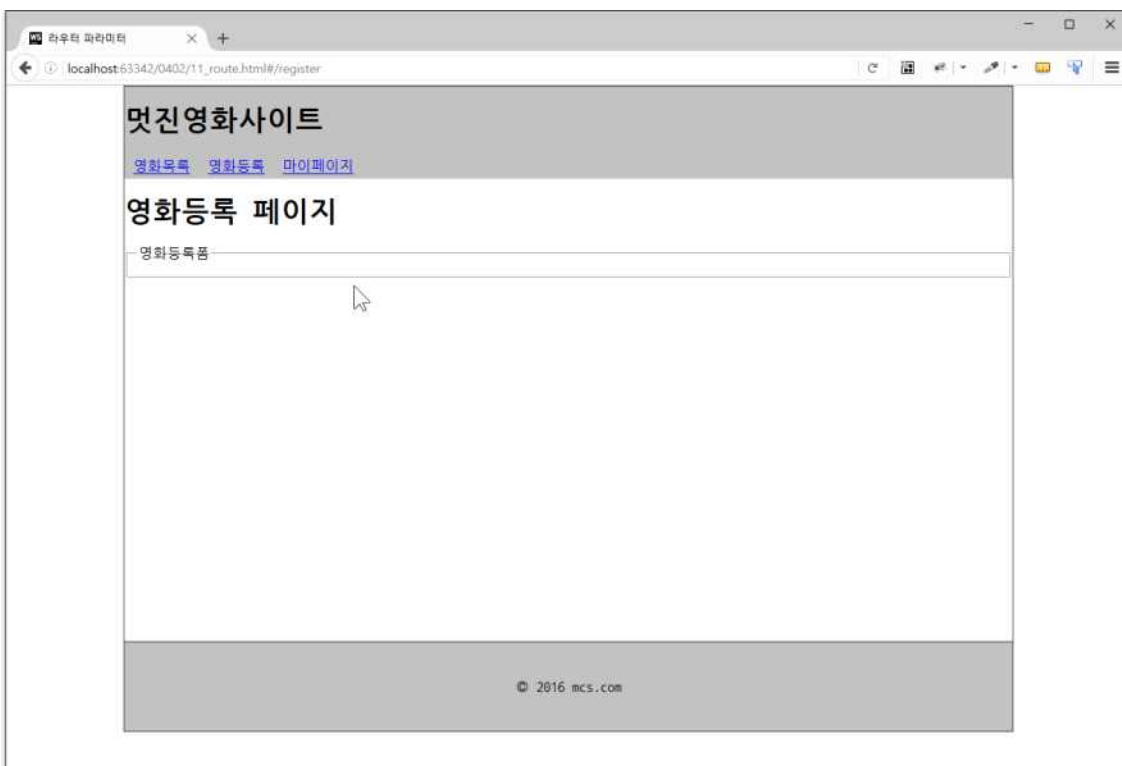 WS 라우터 파라미터
localhost:63342/0402/11_route.html#/register
멋진영화사이트
영화목록 영화등록 마이페이지
영화등록 페이지
영화등록폼
© 2016 mcs.com